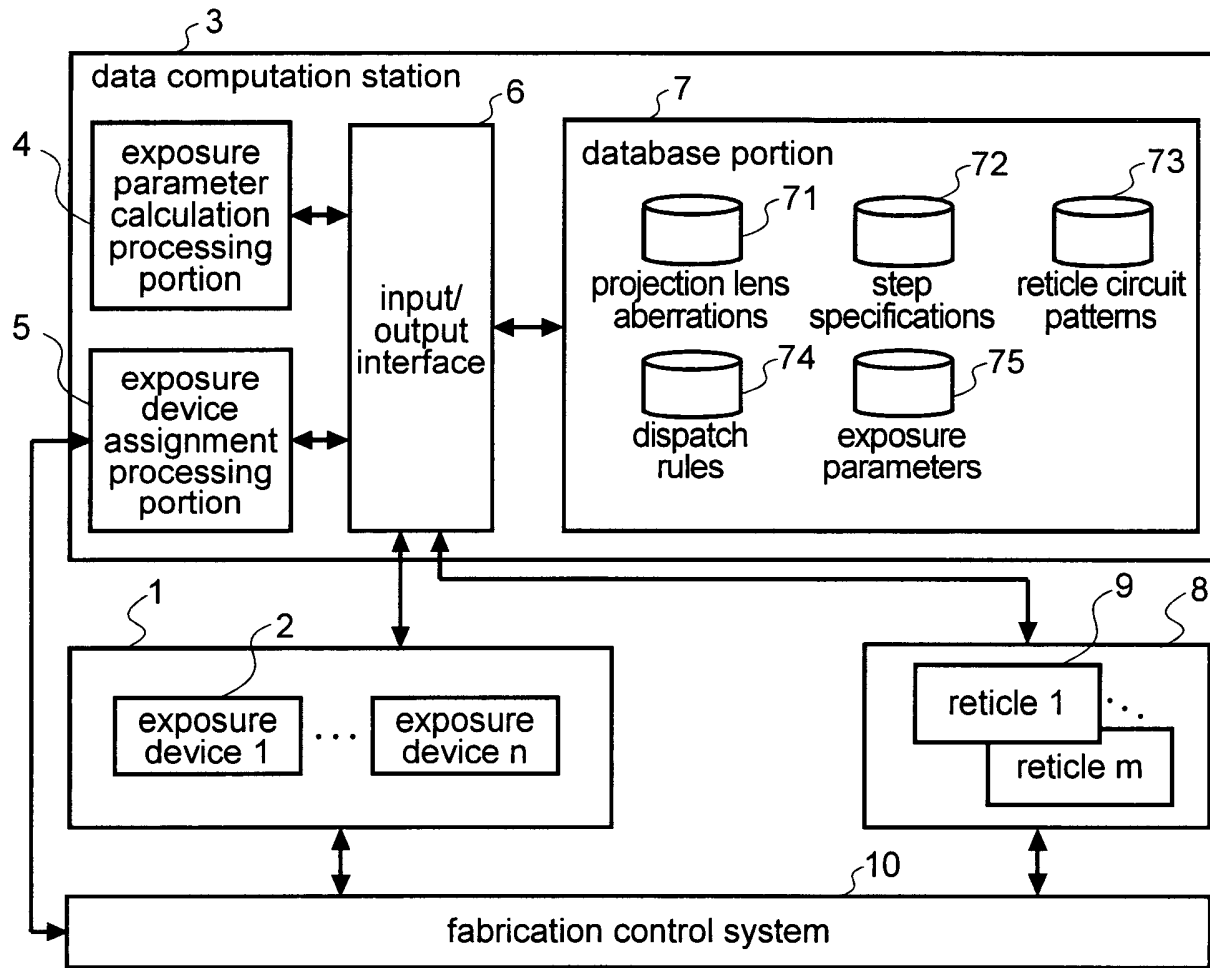 3
data computation station
4
exposure
parameter
calculation
processing
portion
5
exposure
device
assignment
processing
portion
6
input/
output
interface
7
database portion
71
projection lens
aberrations
72
step
specifications
73
reticle circuit
patterns
74
dispatch
rules
75
exposure
parameters
1
2
exposure
device 1
...
exposure
device n
8
9
reticle 1
...
reticle m
10
fabrication control system